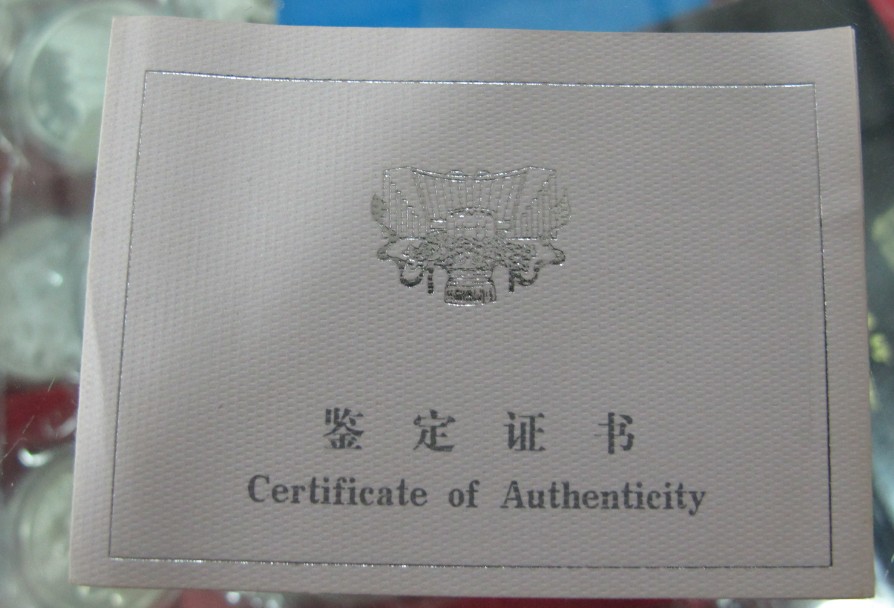 鉴定证书
Certificate of Authenticity